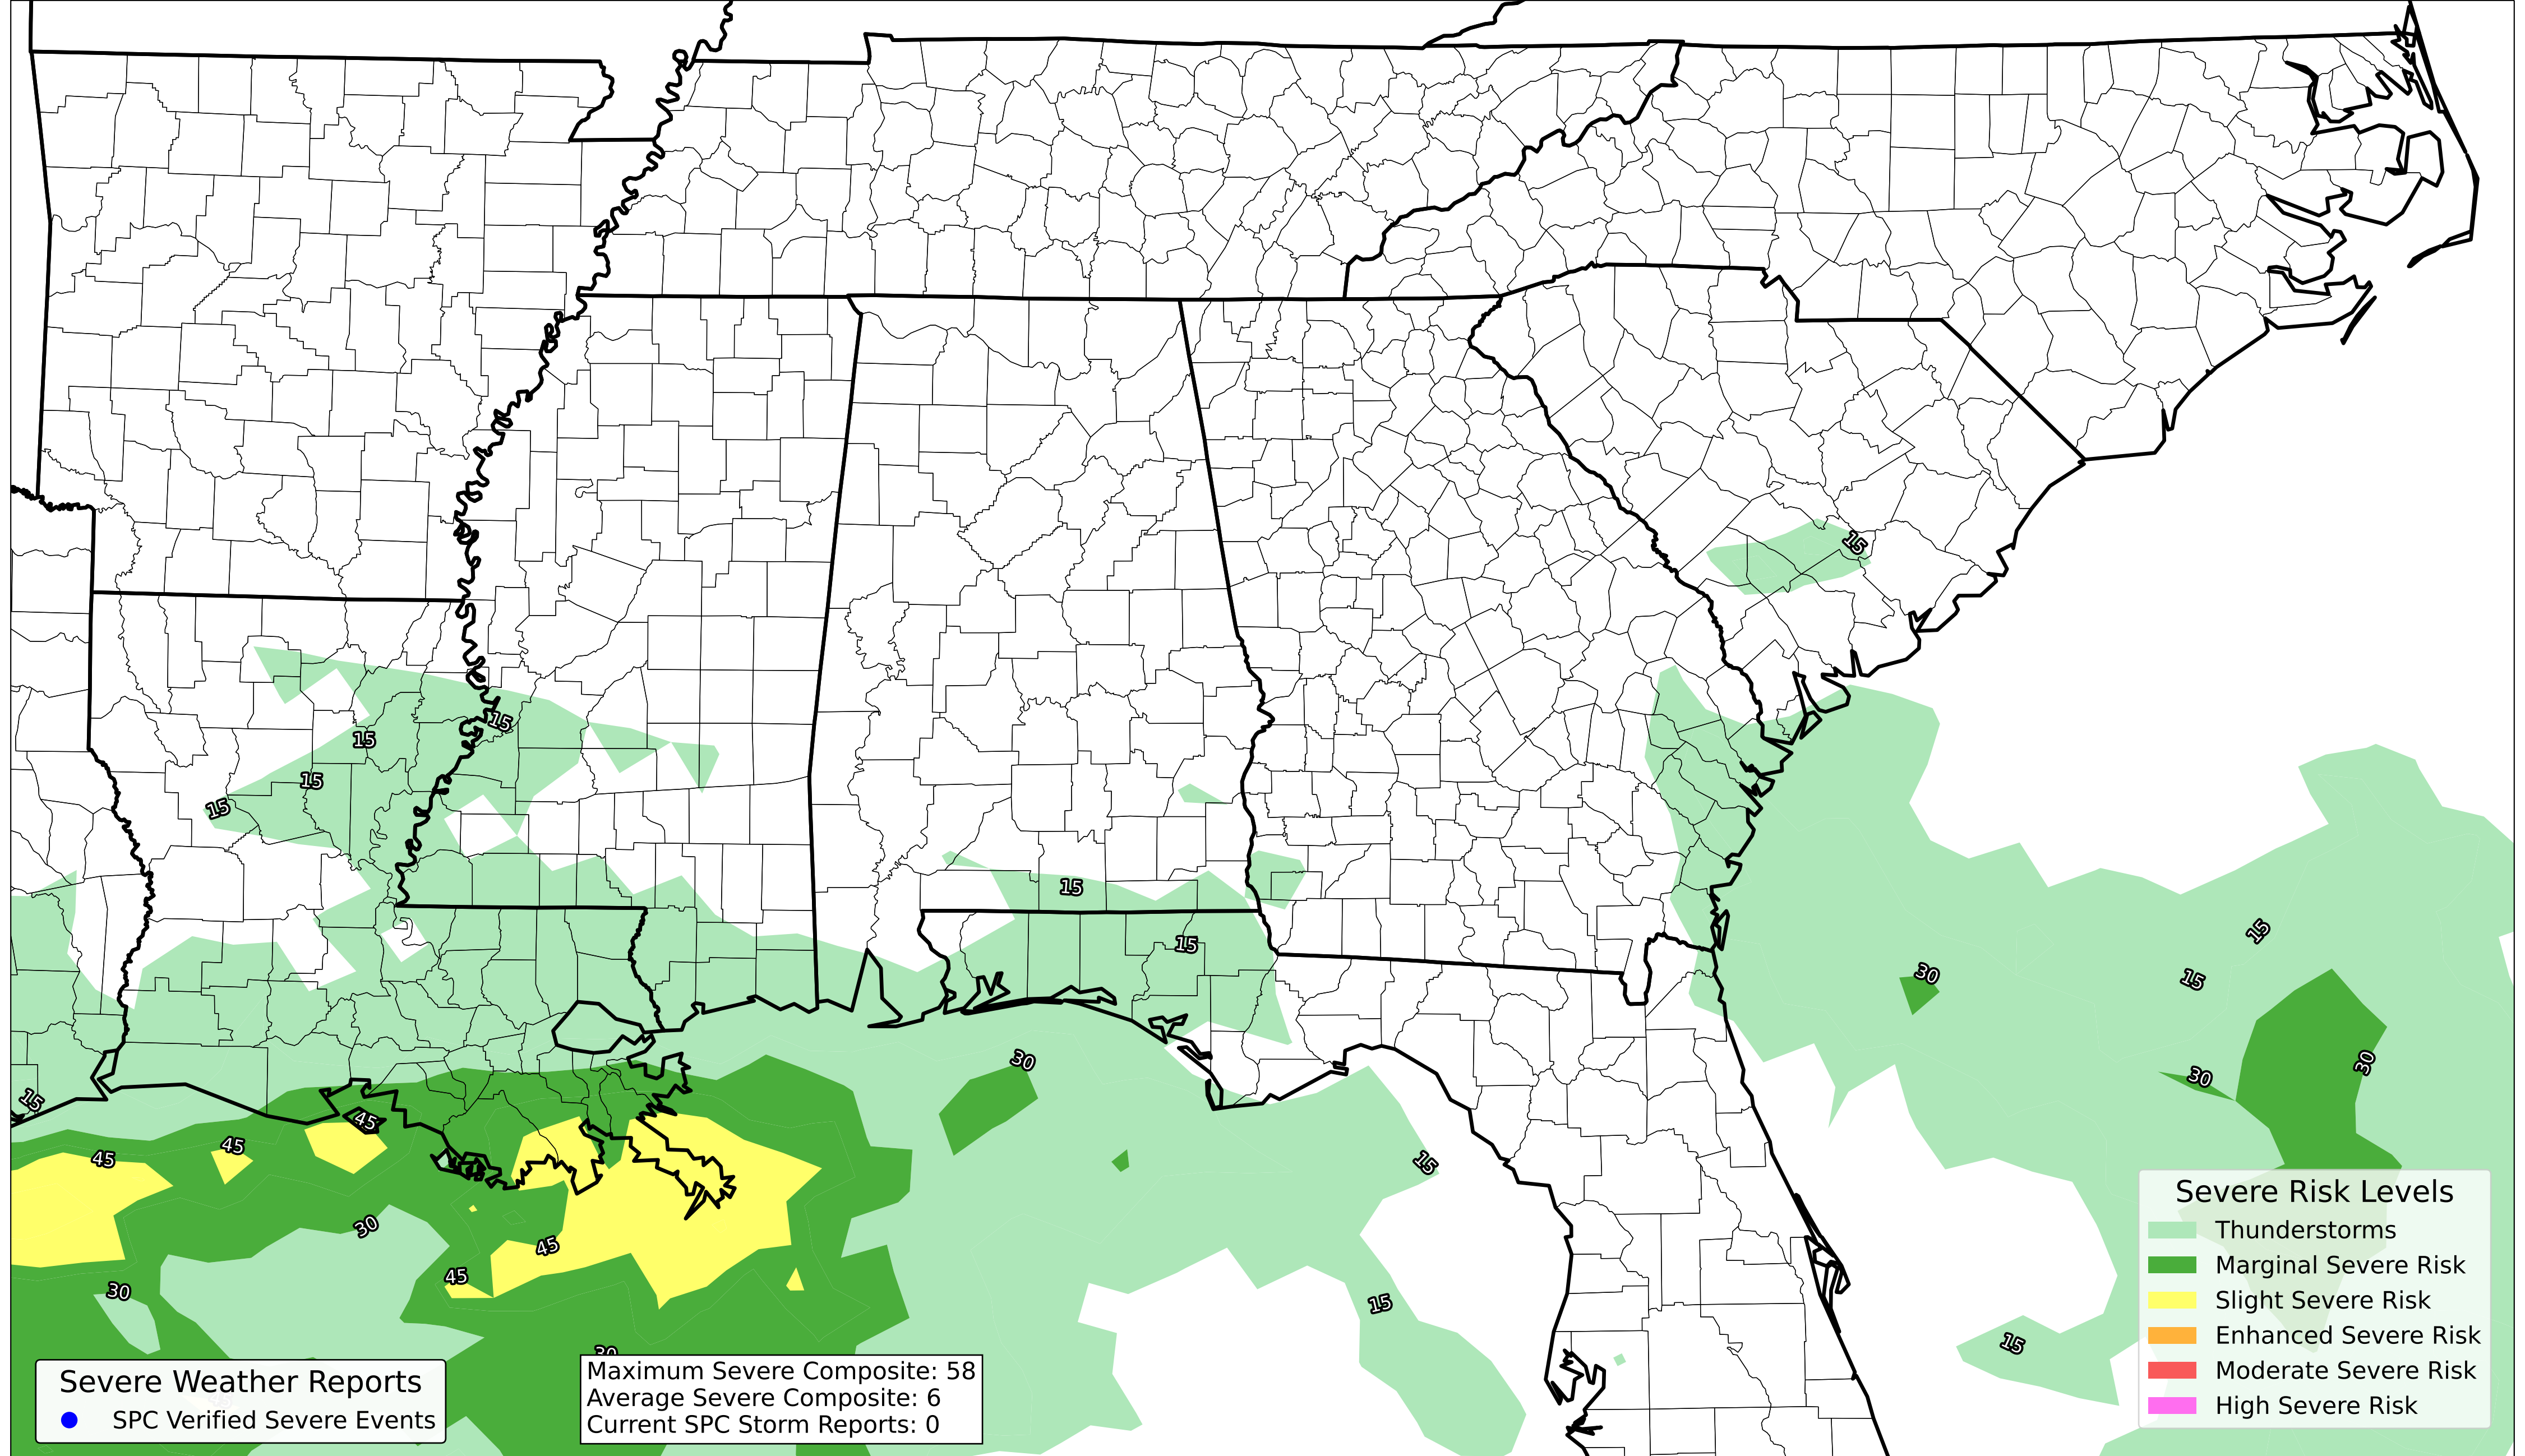 15
15
15
15
15
15
15
30
15
30
30
30
15
45
45
45
15
30
45
45
30
15
15
30
Severe Risk Levels
Thunderstorms
Marginal Severe Risk
Slight Severe Risk
Enhanced Severe Risk
Moderate Severe Risk
High Severe Risk
Severe Weather Reports
SPC Verified Severe Events
Maximum Severe Composite: 58
Average Severe Composite: 6
Current SPC Storm Reports: 0